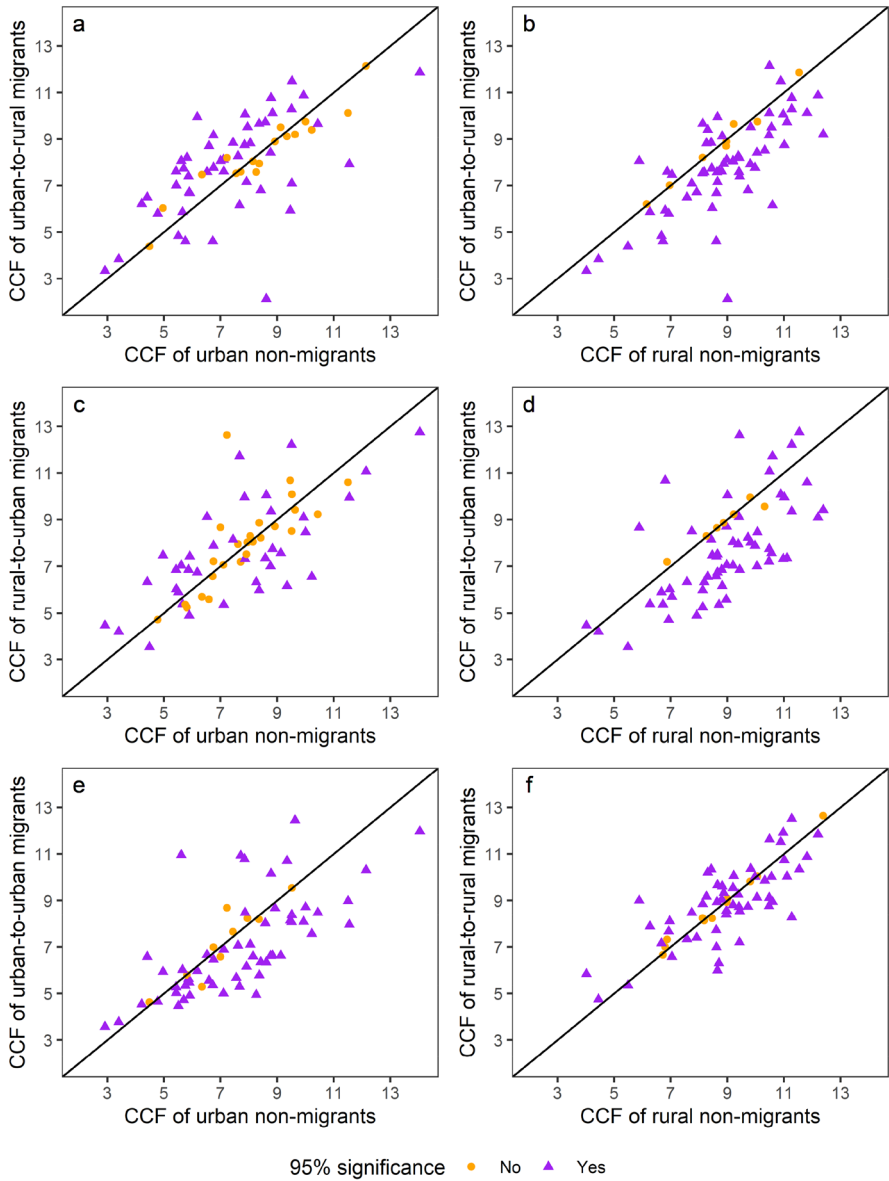 a
CCF of urban-to-rural migrants
13
11
9
7
5
3
3 5 7 9 11 13
CCF of urban non-migrants
b
CCF of urban-to-rural migrants
13
11
9
7
5
3
3 5 7 9 11 13
CCF of rural non-migrants
c
CCF of rural-to-urban migrants
13
11
9
7
5
3
3 5 7 9 11 13
CCF of urban non-migrants
d
CCF of rural-to-urban migrants
13
11
9
7
5
3
3 5 7 9 11 13
CCF of rural non-migrants
e
CCF of urban-to-urban migrants
13
11
9
7
5
3
3 5 7 9 11 13
CCF of urban non-migrants
f
CCF of rural-to-rural migrants
13
11
9
7
5
3
3 5 7 9 11 13
CCF of rural non-migrants
95% significance No Yes